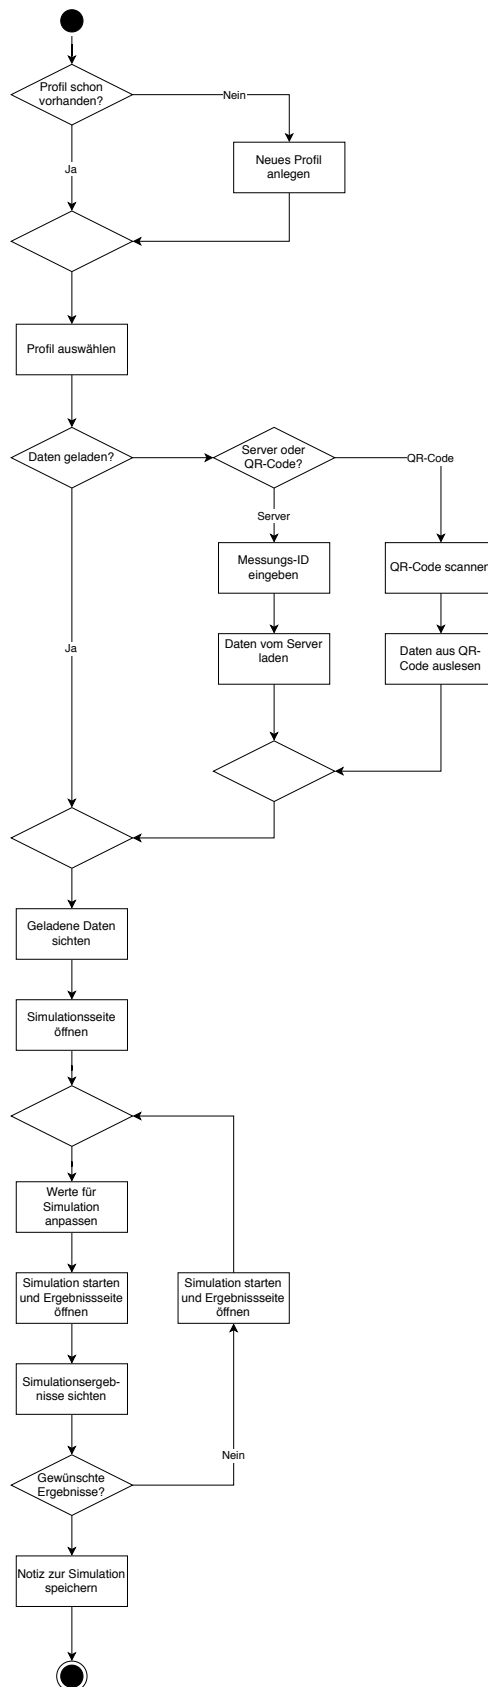 Profil schon
vorhanden?
Nein
Ja
Neues Profil
anlegen
Profil auswählen
Daten geladen?
Server oder
QR-Code?
QR-Code
Server
Messungs-ID
eingeben
QR-Code scannen
Ja
Daten vom Server
laden
Daten aus QR-
Code auslesen
Geladene Daten
sichten
Simulationsseite
öffnen
Werte für
Simulation
anpassen
Simulation starten
und Ergebnissseite
öffnen
Simulation starten
und Ergebnissseite
öffnen
Simulationsergeb-
nisse sichten
Nein
Gewünschte
Ergebnisse?
Notiz zur Simulation
speichern